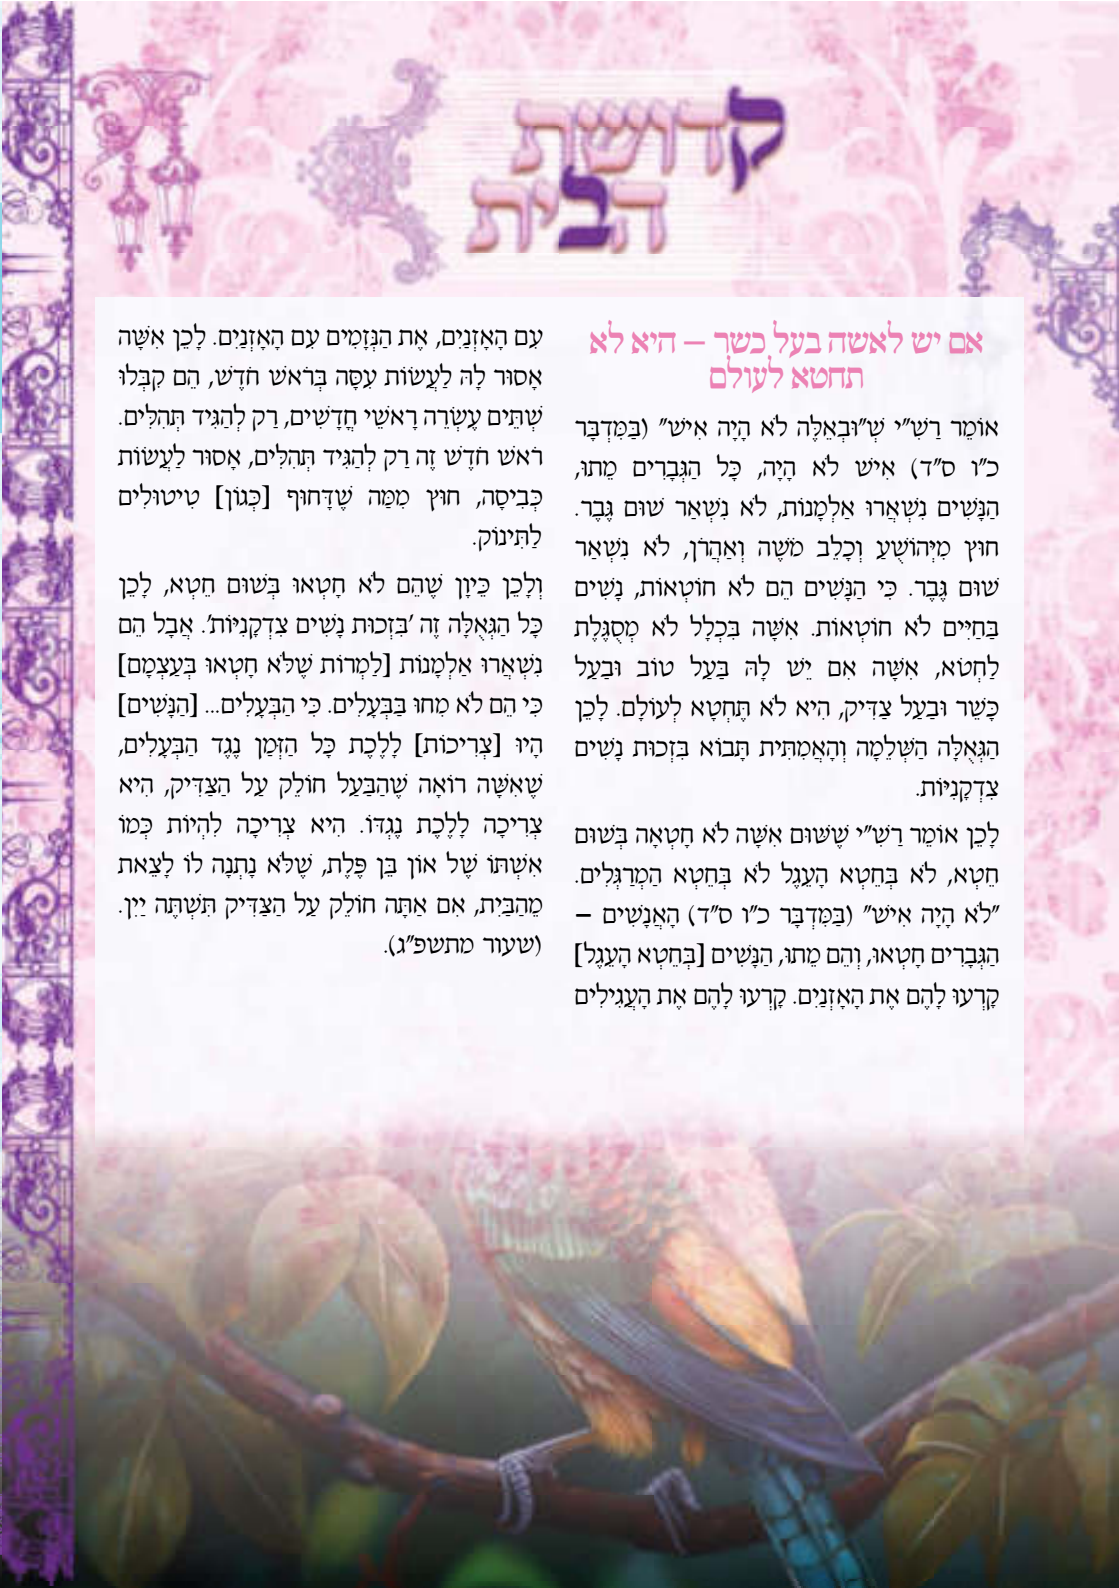 קדושת
הבית
אם יש לאשה בעל כשר – היא לא
תחטא לעולם
אוֹמֵר רַשִׁ"י שְׁ"וּבְאֵלֶּה לֹא הָיָה אִישׁ" (בַּמִּדְבָּר
כ"ו ס"ד) אִישׁ לֹא הָיָה, כָּל הַגְּבָרִים מֵתוּ,
הַנָּשִׁים נִשְׁאֲרוּ אַלְמָנוֹת, לֹא נִשְׁאַר שׁוּם גֶּבֶר.
חוּץ מִיְּהוֹשֻׁעַ וְכָלֵב מֹשֶׁה וְאַהֲרֹן, לֹא נִשְׁאַר
שׁוּם גֶּבֶר. כִּי הַנָּשִׁים הֵם לֹא חוֹטְאוֹת, נָשִׁים
בַּחַיִּים לֹא חוֹטְאוֹת. אִשָּׁה בִּכְלָל לֹא מְסֻגֶּלֶת
לַחְטֹא, אִשָּׁה אִם יֵשׁ לָהּ בַּעַל טוֹב וּבַעַל
כָּשֵׁר וּבַעַל צַדִּיק, הִיא לֹא תֶּחְטָא לְעוֹלָם. לָכֵן
הַגְּאֻלָּה הַשְּׁלֵמָה וְהָאֲמִתִּית תָּבוֹא בִּזְכוּת נָשִׁים
צִדְקָנִיּוֹת.
לָכֵן אוֹמֵר רַשִׁ"י שֶׁשּׁוּם אִשָּׁה לֹא חָטְאָה בְּשׁוּם
חֵטְא, לֹא בְּחֵטְא הָעֵגֶל לֹא בְּחֵטְא הַמְרַגְּלִים.
"לֹא הָיָה אִישׁ" (בַּמִּדְבָּר כ"ו ס"ד) הָאֲנָשִׁים –
הַגְּבָרִים חָטְאוּ, וְהֵם מֵתוּ, הַנָּשִׁים [בְּחֵטְא הָעֵגֶל]
קָרְעוּ לָהֶם אֶת הָאָזְנַיִם. קָרְעוּ לָהֶם אֶת הָעֲגִילִים
עִם הָאָזְנַיִם, אֶת הַנְּזָמִים עִם הָאָזְנַיִם. לָכֵן אִשָּׁה
אָסוּר לָהּ לַעֲשׂוֹת עִסָּה בְּרֹאשׁ חֹדֶשׁ, הֵם קִבְּלוּ
שְׁתֵּים עֶשְׂרֵה רָאשֵׁי חֳדָשִׁים, רַק לְהַגִּיד תְּהִלִּים.
רֹאשׁ חֹדֶשׁ זֶה רַק לְהַגִּיד תְּהִלִּים, אָסוּר לַעֲשׂוֹת
כְּבִיסָה, חוּץ מִמַּה שֶׁדָּחוּף [כְּגוֹן] טִיטוּלִים
לַתִּינוֹק.
וְלָכֵן כֵּיוָן שֶׁהֵם לֹא חָטְאוּ בְּשׁוּם חֵטְא, לָכֵן
כָּל הַגְּאֻלָּה זֶה 'בִּזְכוּת נָשִׁים צִדְקָנִיּוֹת'. אֲבָל הֵם
נִשְׁאֲרוּ אַלְמָנוֹת [לַמְרוֹת שֶׁלֹּא חָטְאוּ בְּעַצְמָם]
כִּי הֵם לֹא מִחוּ בַּבְּעָלִים. כִּי הַבְּעָלִים... [הַנָּשִׁים]
הָיוּ [צְרִיכוֹת] לָלֶכֶת כָּל הַזְּמַן נֶגֶד הַבְּעָלִים,
שֶׁאִשָּׁה רוֹאָה שֶׁהַבַּעַל חוֹלֵק עַל הַצַּדִּיק, הִיא
צְרִיכָה לָלֶכֶת נֶגְדּוֹ. הִיא צְרִיכָה לִהְיוֹת כְּמוֹ
אִשְׁתּוֹ שֶׁל אוֹן בֶּן פֶּלֶת, שֶׁלֹּא נָתְנָה לוֹ לָצֵאת
מֵהַבַּיִת, אִם אַתָּה חוֹלֵק עַל הַצַּדִּיק תִּשְׁתֶּה יַיִן.
(שעור מתשפ"ג).